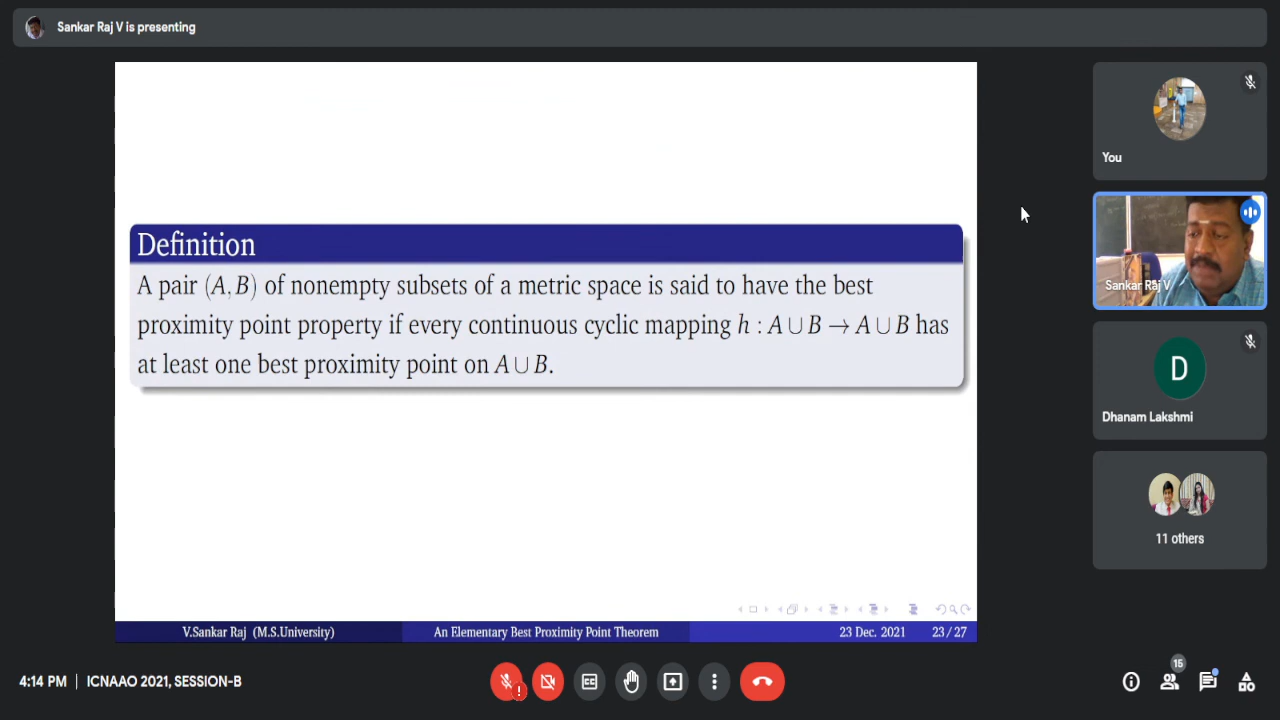 Sankar Raj V is presenting
You
Definition
A pair (A, B) of nonempty subsets of a metric space is said to have the best
proximity point property if every continuous cyclic mapping h : A ∪ B → A ∪ B has
at least one best proximity point on A ∪ B.
Sankar Raj V
D
Dhanam Lakshmi
11 others
V.Sankar Raj (M.S.University)
An Elementary Best Proximity Point Theorem
23 Dec. 2021
23 / 27
4:14 PM | ICNAAO 2021, SESSION-B
15